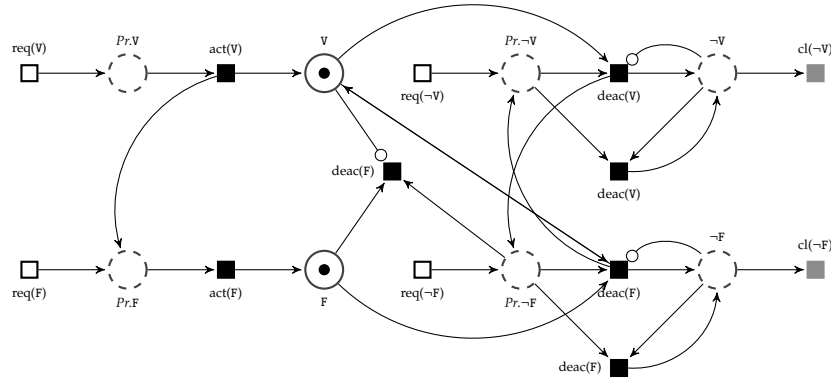 req(V)
Pr.V
act(V)
V
Pr.¬V
¬V
cl(¬V)
req(¬V)
deac(V)
deac(F)
deac(V)
¬F
cl(¬F)
req(F)
Pr.F
act(F)
F
req(¬F)
Pr.¬F
deac(F)
deac(F)